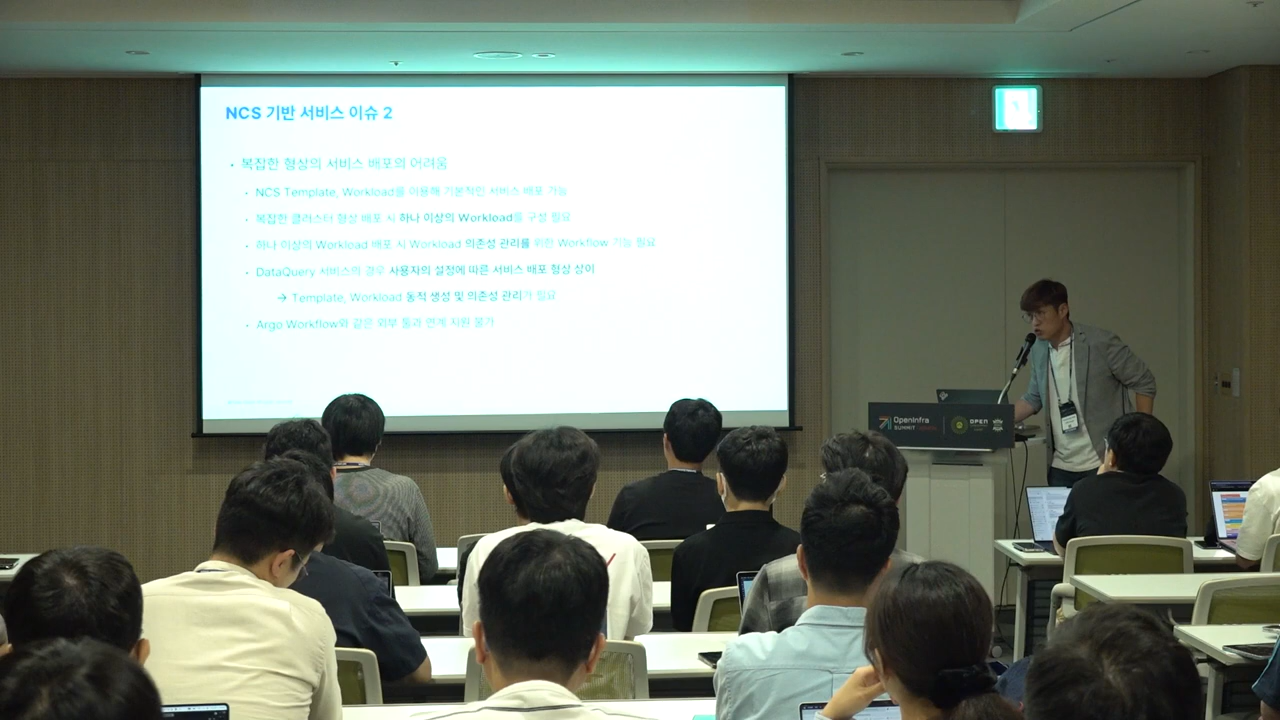 NCS 기반 서비스 이슈 2
• 복잡한 형상의 서비스 배포의 어려움
• NCS Template, Workload를 이용해 기본적인 서비스 배포 가능
• 복잡한 클러스터 형상 배포 시 하나 이상의 Workload를 구성 필요
• 하나 이상의 Workload 배포 시 Workload 의존성 관리를 위한 Workflow 기능 필요
• DataQuery 서비스의 경우 사용자의 설정에 따른 서비스 배포 형상 상이
→ Template, Workload 동적 생성 및 의존성 관리가 필요
• Argo Workflow와 같은 외부 툴과 연계 지원 불가
OpenInfra
SUMMIT
OPEN